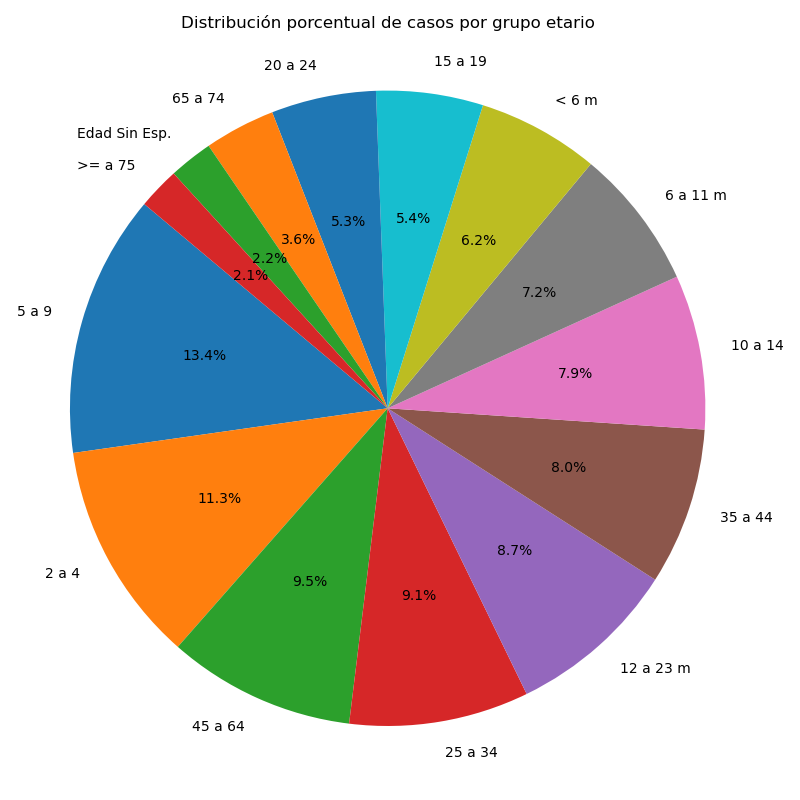 Distribución porcentual de casos por grupo etario
15 a 19
20 a 24
< 6 m
65 a 74
Edad Sin Esp.
>= a 75
6 a 11 m
5.4%
5.3%
6.2%
3.6%
2.2%
2.1%
7.2%
5 a 9
10 a 14
13.4%
7.9%
8.0%
11.3%
35 a 44
8.7%
2 a 4
9.5%
9.1%
12 a 23 m
45 a 64
25 a 34